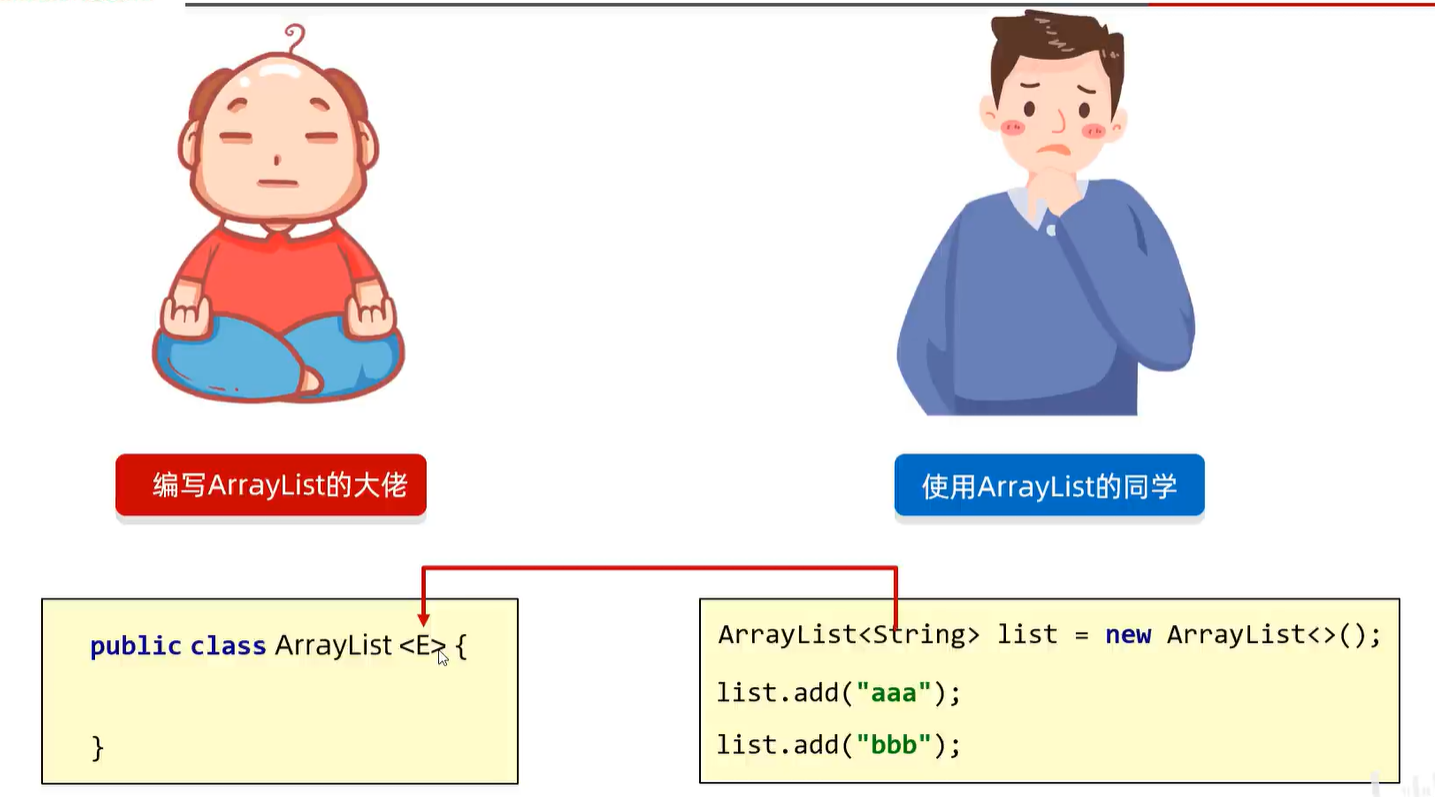 编写ArrayList的大佬
使用ArrayList的同学
public class ArrayList <E> {
}
ArrayList<String> list = new ArrayList<>();
list.add("aaa");
list.add("bbb");